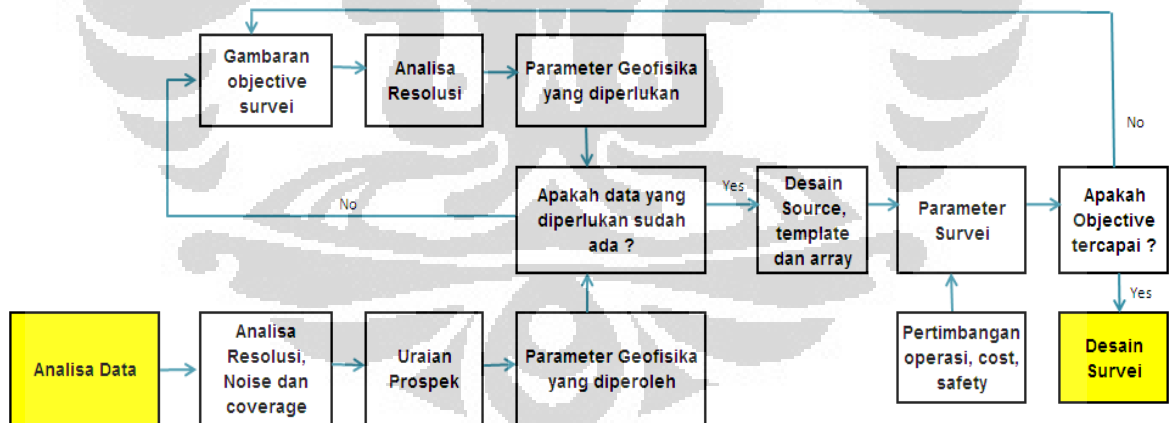 Gambaran
objective
survei
Analisa
Resolusi
Parameter Geofisika
yang diperlukan
No
No
Apakah data yang
diperlukan sudah
ada ?
Yes
Desain
Source,
template
dan array
Parameter
Survei
Apakah
Objective
tercapai ?
Yes
Analisa Data
Analisa
Resolusi,
Noise dan
coverage
Uraian
Prospek
Parameter Geofisika
yang diperoleh
Pertimbangan
operasi, cost,
safety
Desain
Survei